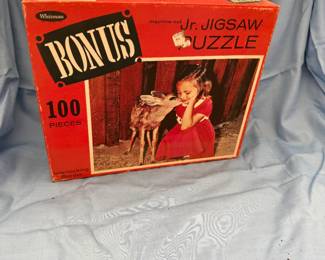 Whitman
BONUS
Jr. JIGSAW
PUZZLE
100
PIECES